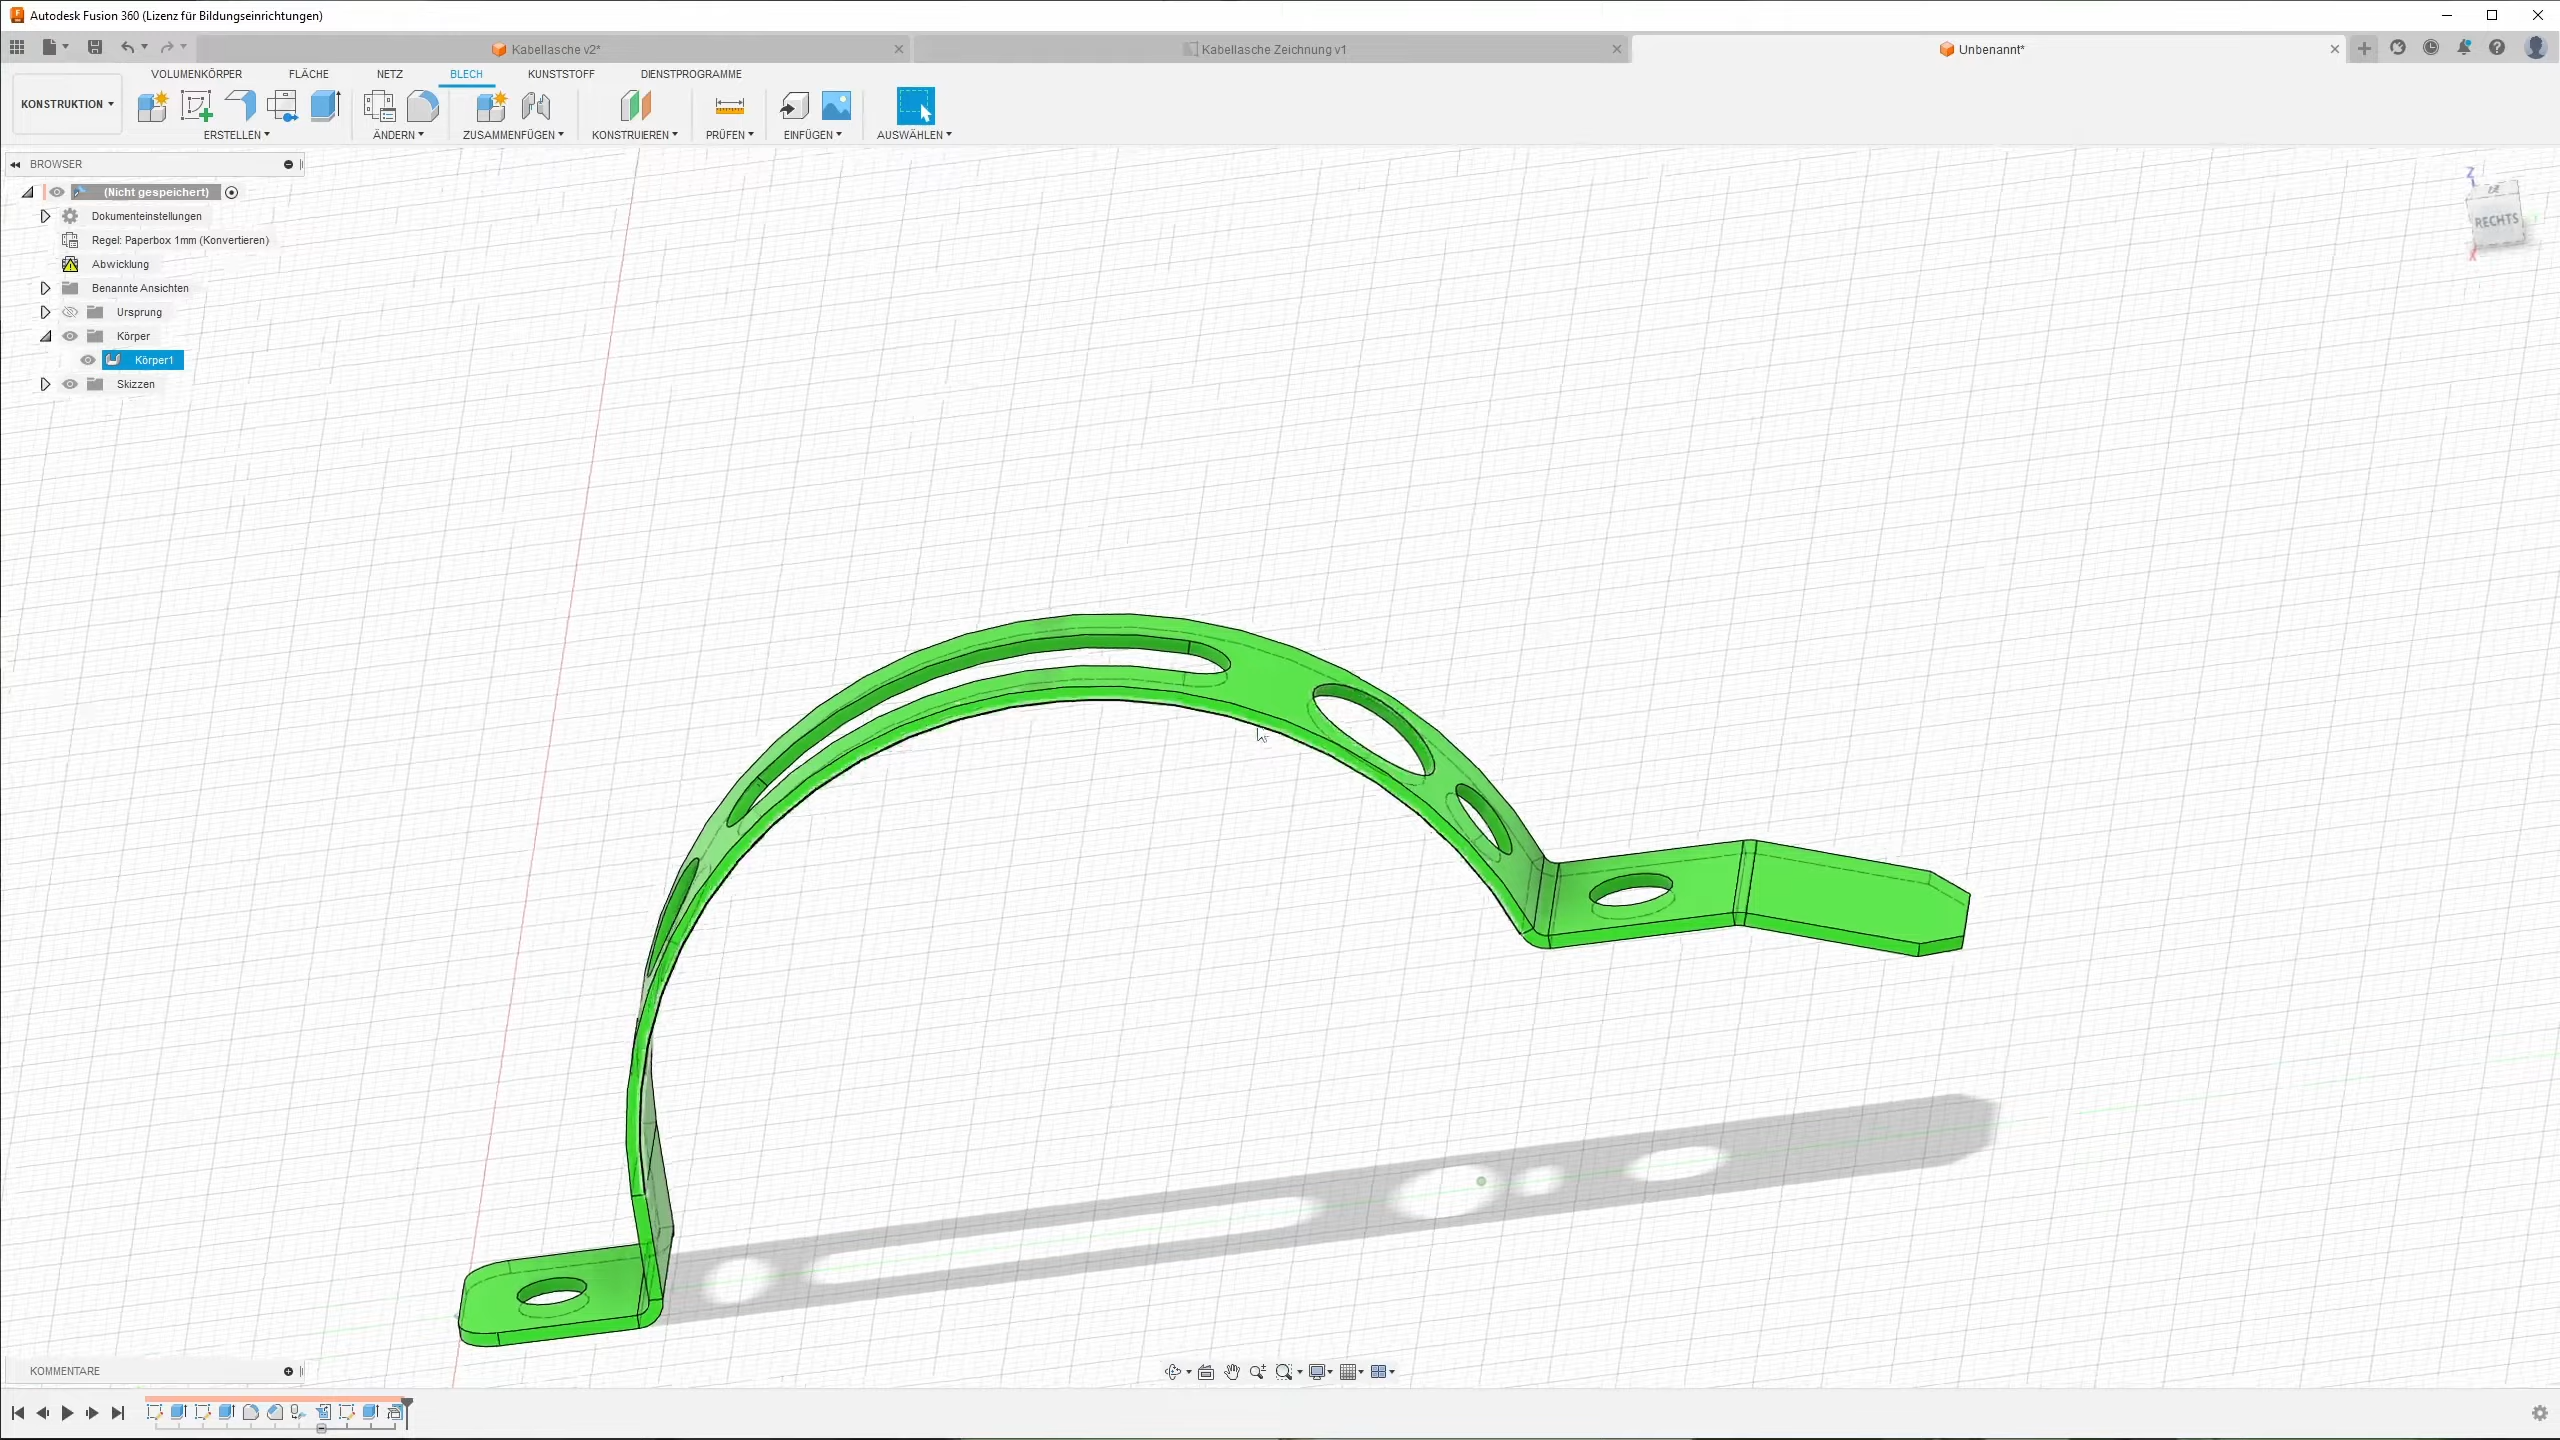 Autodesk Fusion 360 (Lizenz für Bildungseinrichtungen)
Kabellasche v2*
Kabellasche Zeichnung v1
Unbenannt*
VOLUMENKÖRPER
FLÄCHE
NETZ
BLECH
KUNSTSTOFF
DIENSTPROGRAMME
KONSTRUKTION
ERSTELLEN
ÄNDERN
ZUSAMMENFÜGEN
KONSTRUIEREN
PRÜFEN
EINFÜGEN
AUSWÄHLEN
BROWSER
(Nicht gespeichert)
Dokumenteinstellungen
Regel: Paperbox 1mm (Konvertieren)
Abwicklung
Benannte Ansichten
Ursprung
Körper
Körper1
Skizzen
Z
RECHTS
X
KOMMENTARE